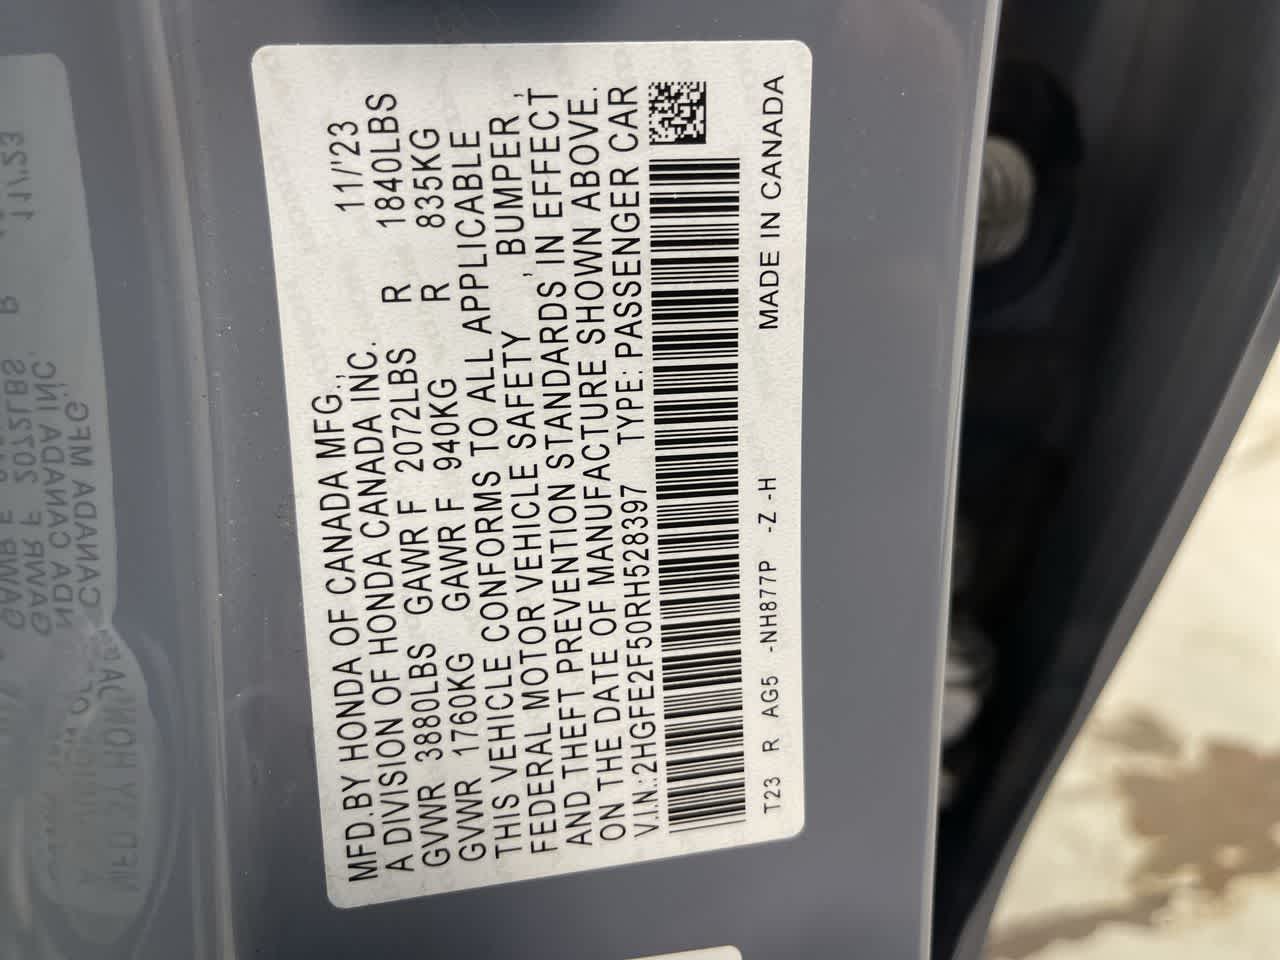 MFD.BY HONDA OF CANADA MFG., 11/'23
A DIVISION OF HONDA CANADA INC.
GVWR 3880LBS GAWR F 2072LBS R 1840LBS
GVWR 1760KG GAWR F 940KG R 835KG
THIS VEHICLE CONFORMS TO ALL APPLICABLE
FEDERAL MOTOR VEHICLE SAFETY , BUMPER ,
AND THEFT PREVENTION STANDARDS IN EFFECT
ON THE DATE OF MANUFACTURE SHOWN ABOVE.
V.I.N.:2HGFE2F50RH528397 TYPE:PASSENGER CAR
T23 R AG5 -NH877P -Z -H MADE IN CANADA